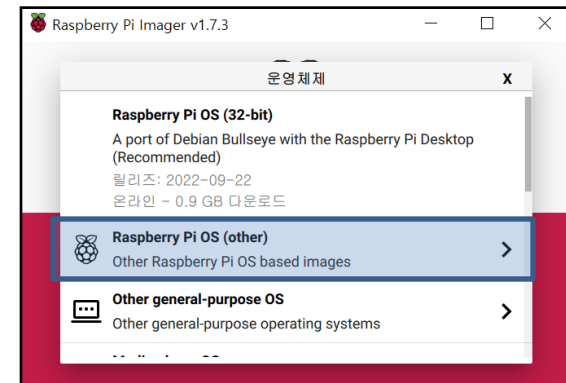 Raspberry Pi Imager v1.7.3
운영체제
X
Raspberry Pi OS (32-bit)
A port of Debian Bullseye with the Raspberry Pi Desktop
(Recommended)
릴리즈: 2022-09-22
온라인 - 0.9 GB 다운로드
Raspberry Pi OS (other)
Other Raspberry Pi OS based images
Other general-purpose OS
Other general-purpose operating systems